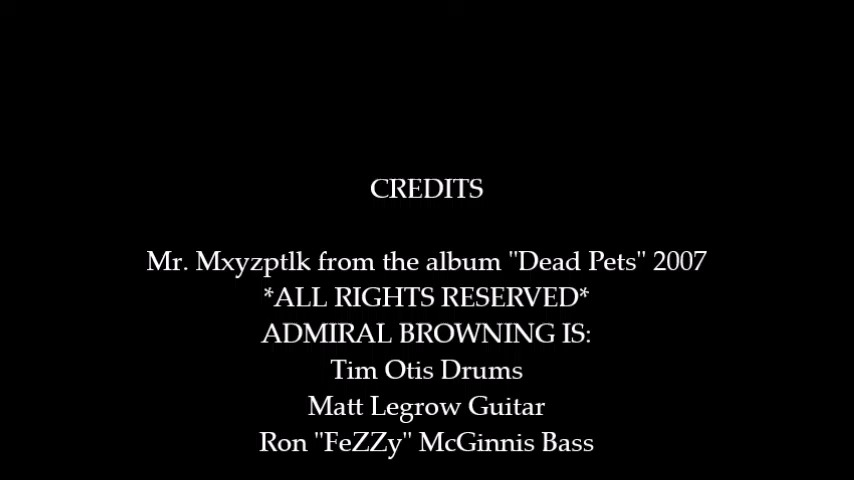 CREDITS
Mr. Mxyzptlk from the album "Dead Pets" 2007
*ALL RIGHTS RESERVED*
ADMIRAL BROWNING IS:
Tim Otis Drums
Matt Legrow Guitar
Ron "FeZZy" McGinnis Bass